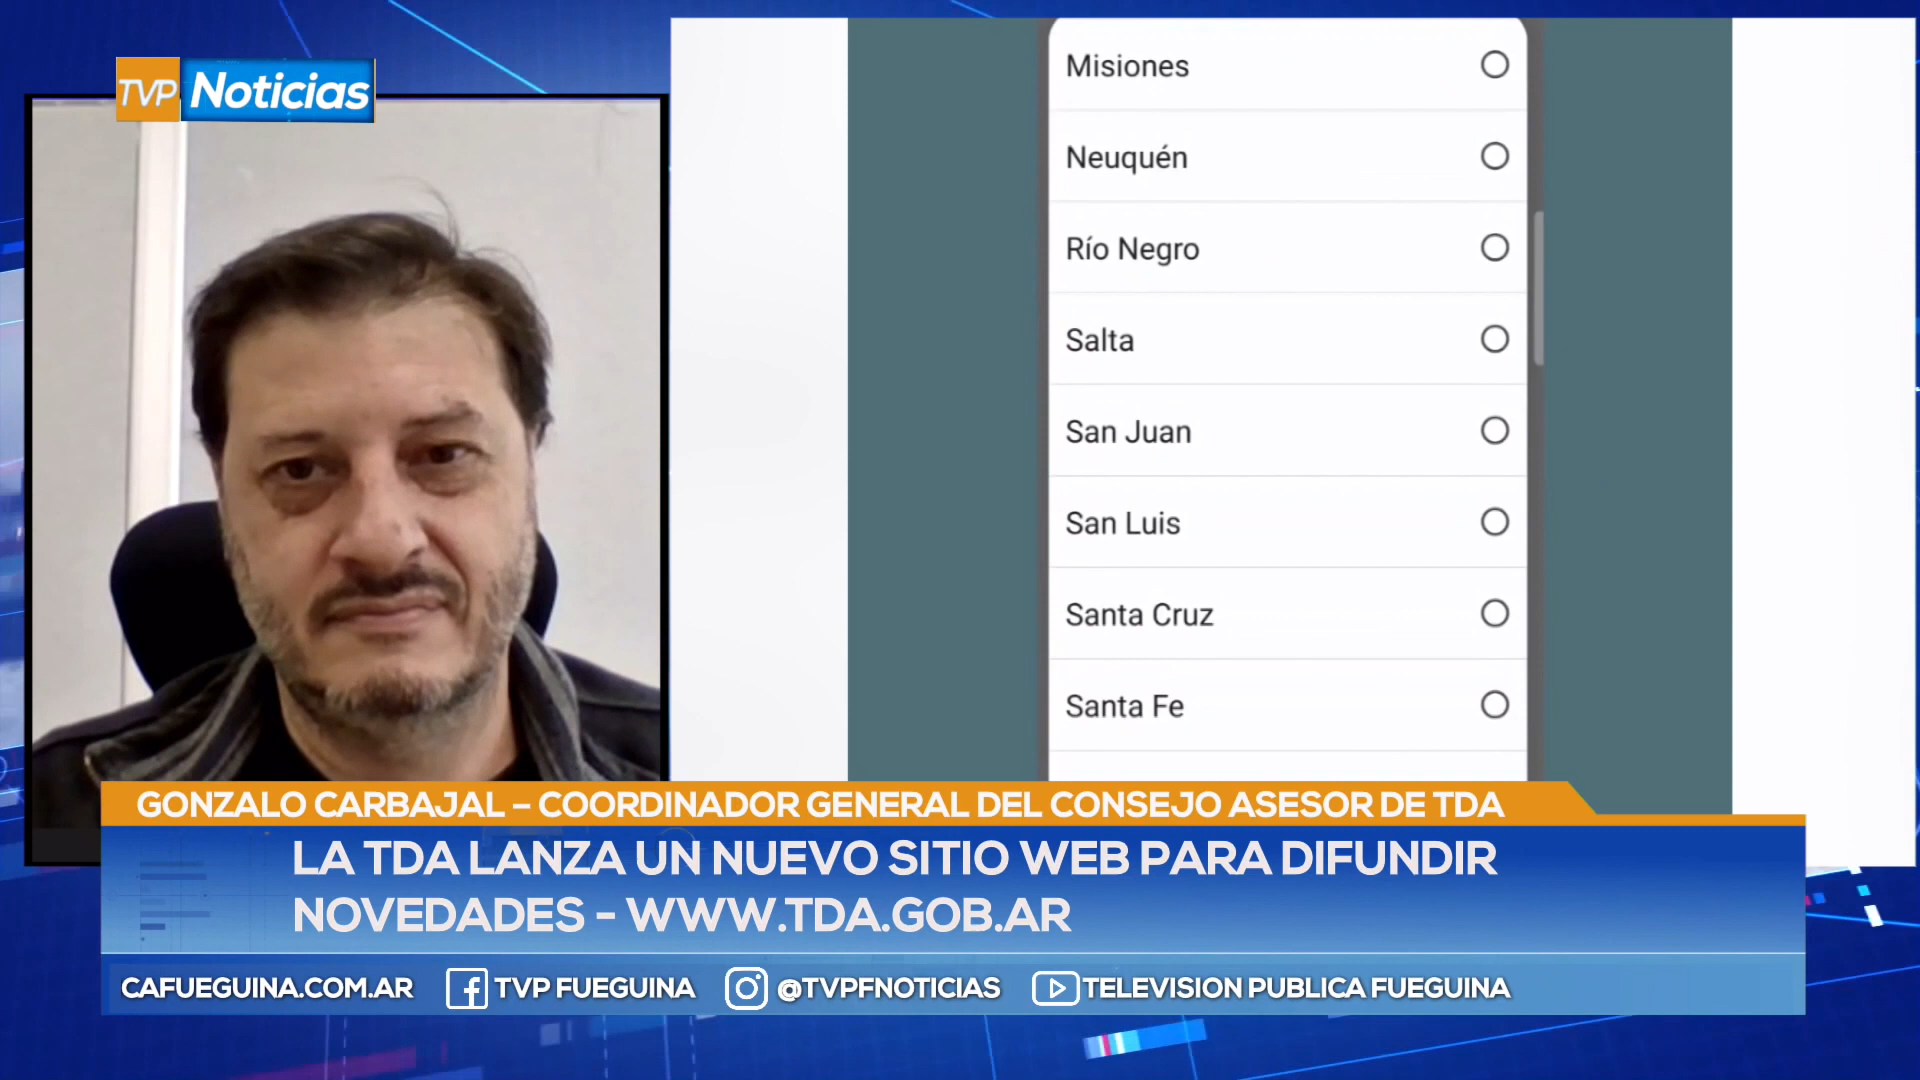 TVP Noticias
Misiones
Neuquén
Río Negro
Salta
San Juan
San Luis
Santa Cruz
Santa Fe
GONZALO CARBAJAL – COORDINADOR GENERAL DEL CONSEJO ASESOR DE TDA
LA TDA LANZA UN NUEVO SITIO WEB PARA DIFUNDIR
NOVEDADES - WWW.TDA.GOB.AR
CAFUEGUINA.COM.AR TVP FUEGUINA @TVPFNOTICIAS TELEVISION PUBLICA FUEGUINA